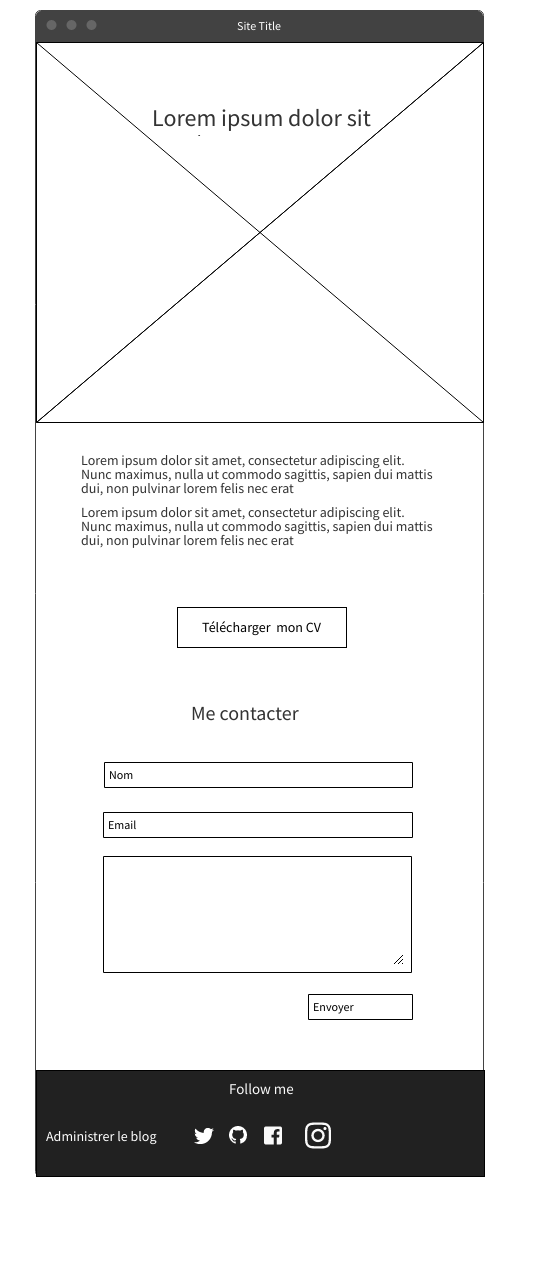 Site Title
Lorem ipsum dolor sit
Lorem ipsum dolor sit amet, consectetur adipiscing elit.
Nunc maximus, nulla ut commodo sagittis, sapien dui mattis
dui, non pulvinar lorem felis nec erat
Lorem ipsum dolor sit amet, consectetur adipiscing elit.
Nunc maximus, nulla ut commodo sagittis, sapien dui mattis
dui, non pulvinar lorem felis nec erat
Télécharger mon CV
Me contacter
Nom
Email
Envoyer
Follow me
Administrer le blog